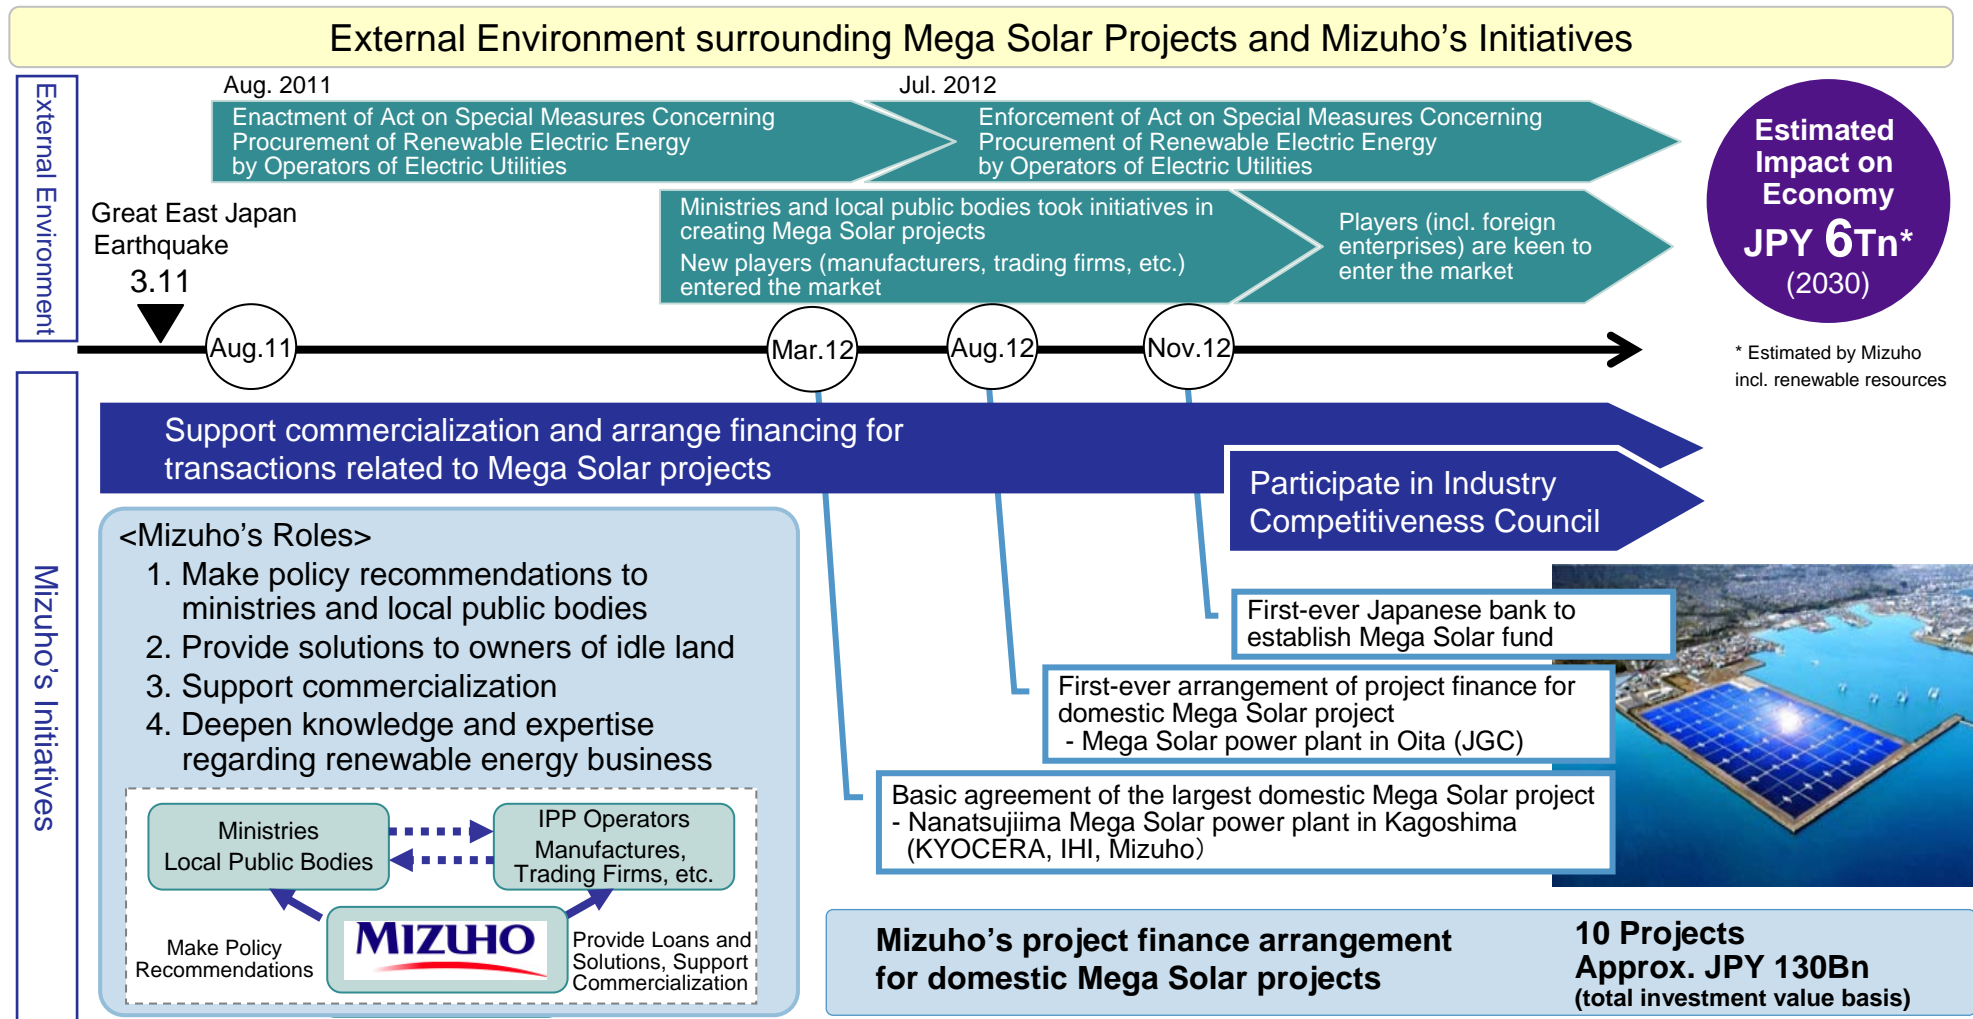 External Environment surrounding Mega Solar Projects and Mizuho's Initiatives
External Environment
Aug. 2011
Enactment of Act on Special Measures Concerning
Procurement of Renewable Electric Energy
by Operators of Electric Utilities
Jul. 2012
Enforcement of Act on Special Measures Concerning
Procurement of Renewable Electric Energy
by Operators of Electric Utilities
Ministries and local public bodies took initiatives in
creating Mega Solar projects
New players (manufacturers, trading firms, etc.)
entered the market
Players (incl. foreign
enterprises) are keen to
enter the market
Great East Japan
Earthquake
3.11
Aug.11
Mar.12
Aug.12
Nov.12
Estimated
Impact on
Economy
JPY 6Tn*
(2030)
* Estimated by Mizuho
incl. renewable resources
Mizuho's Initiatives
Support commercialization and arrange financing for
transactions related to Mega Solar projects
Participate in Industry
Competitiveness Council
<Mizuho's Roles>
1. Make policy recommendations to
ministries and local public bodies
2. Provide solutions to owners of idle land
3. Support commercialization
4. Deepen knowledge and expertise
regarding renewable energy business
Ministries
Local Public Bodies
IPP Operators
Manufactures,
Trading Firms, etc.
Make Policy
Recommendations
MIZUHO
Provide Loans and
Solutions, Support
Commercialization
First-ever Japanese bank to
establish Mega Solar fund
First-ever arrangement of project finance for
domestic Mega Solar project
- Mega Solar power plant in Oita (JGC)
Basic agreement of the largest domestic Mega Solar project
- Nanatsujiima Mega Solar power plant in Kagoshima
(KYOCERA, IHI, Mizuho）
Mizuho's project finance arrangement
for domestic Mega Solar projects
10 Projects
Approx. JPY 130Bn
(total investment value basis)